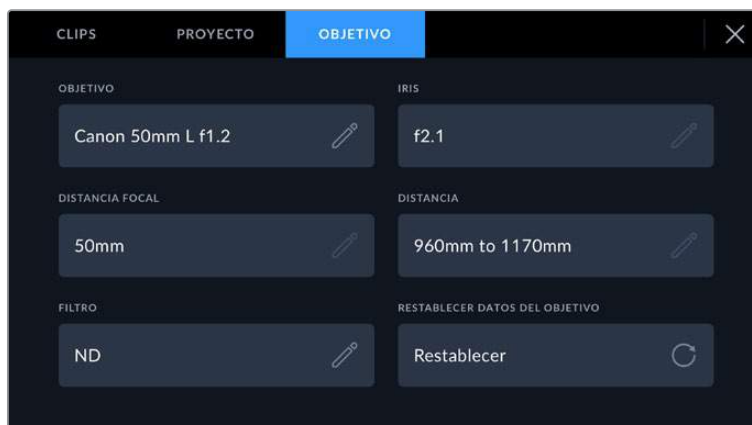 CLIPS PROYECTO OBJETIVO
OBJETIVO IRIS
Canon 50mm L f1.2 f2.1
DISTANCIA FOCAL DISTANCIA
50mm 960mm to 1170mm
FILTRO RESTABLECER DATOS DEL OBJETIVO
ND Restablecer